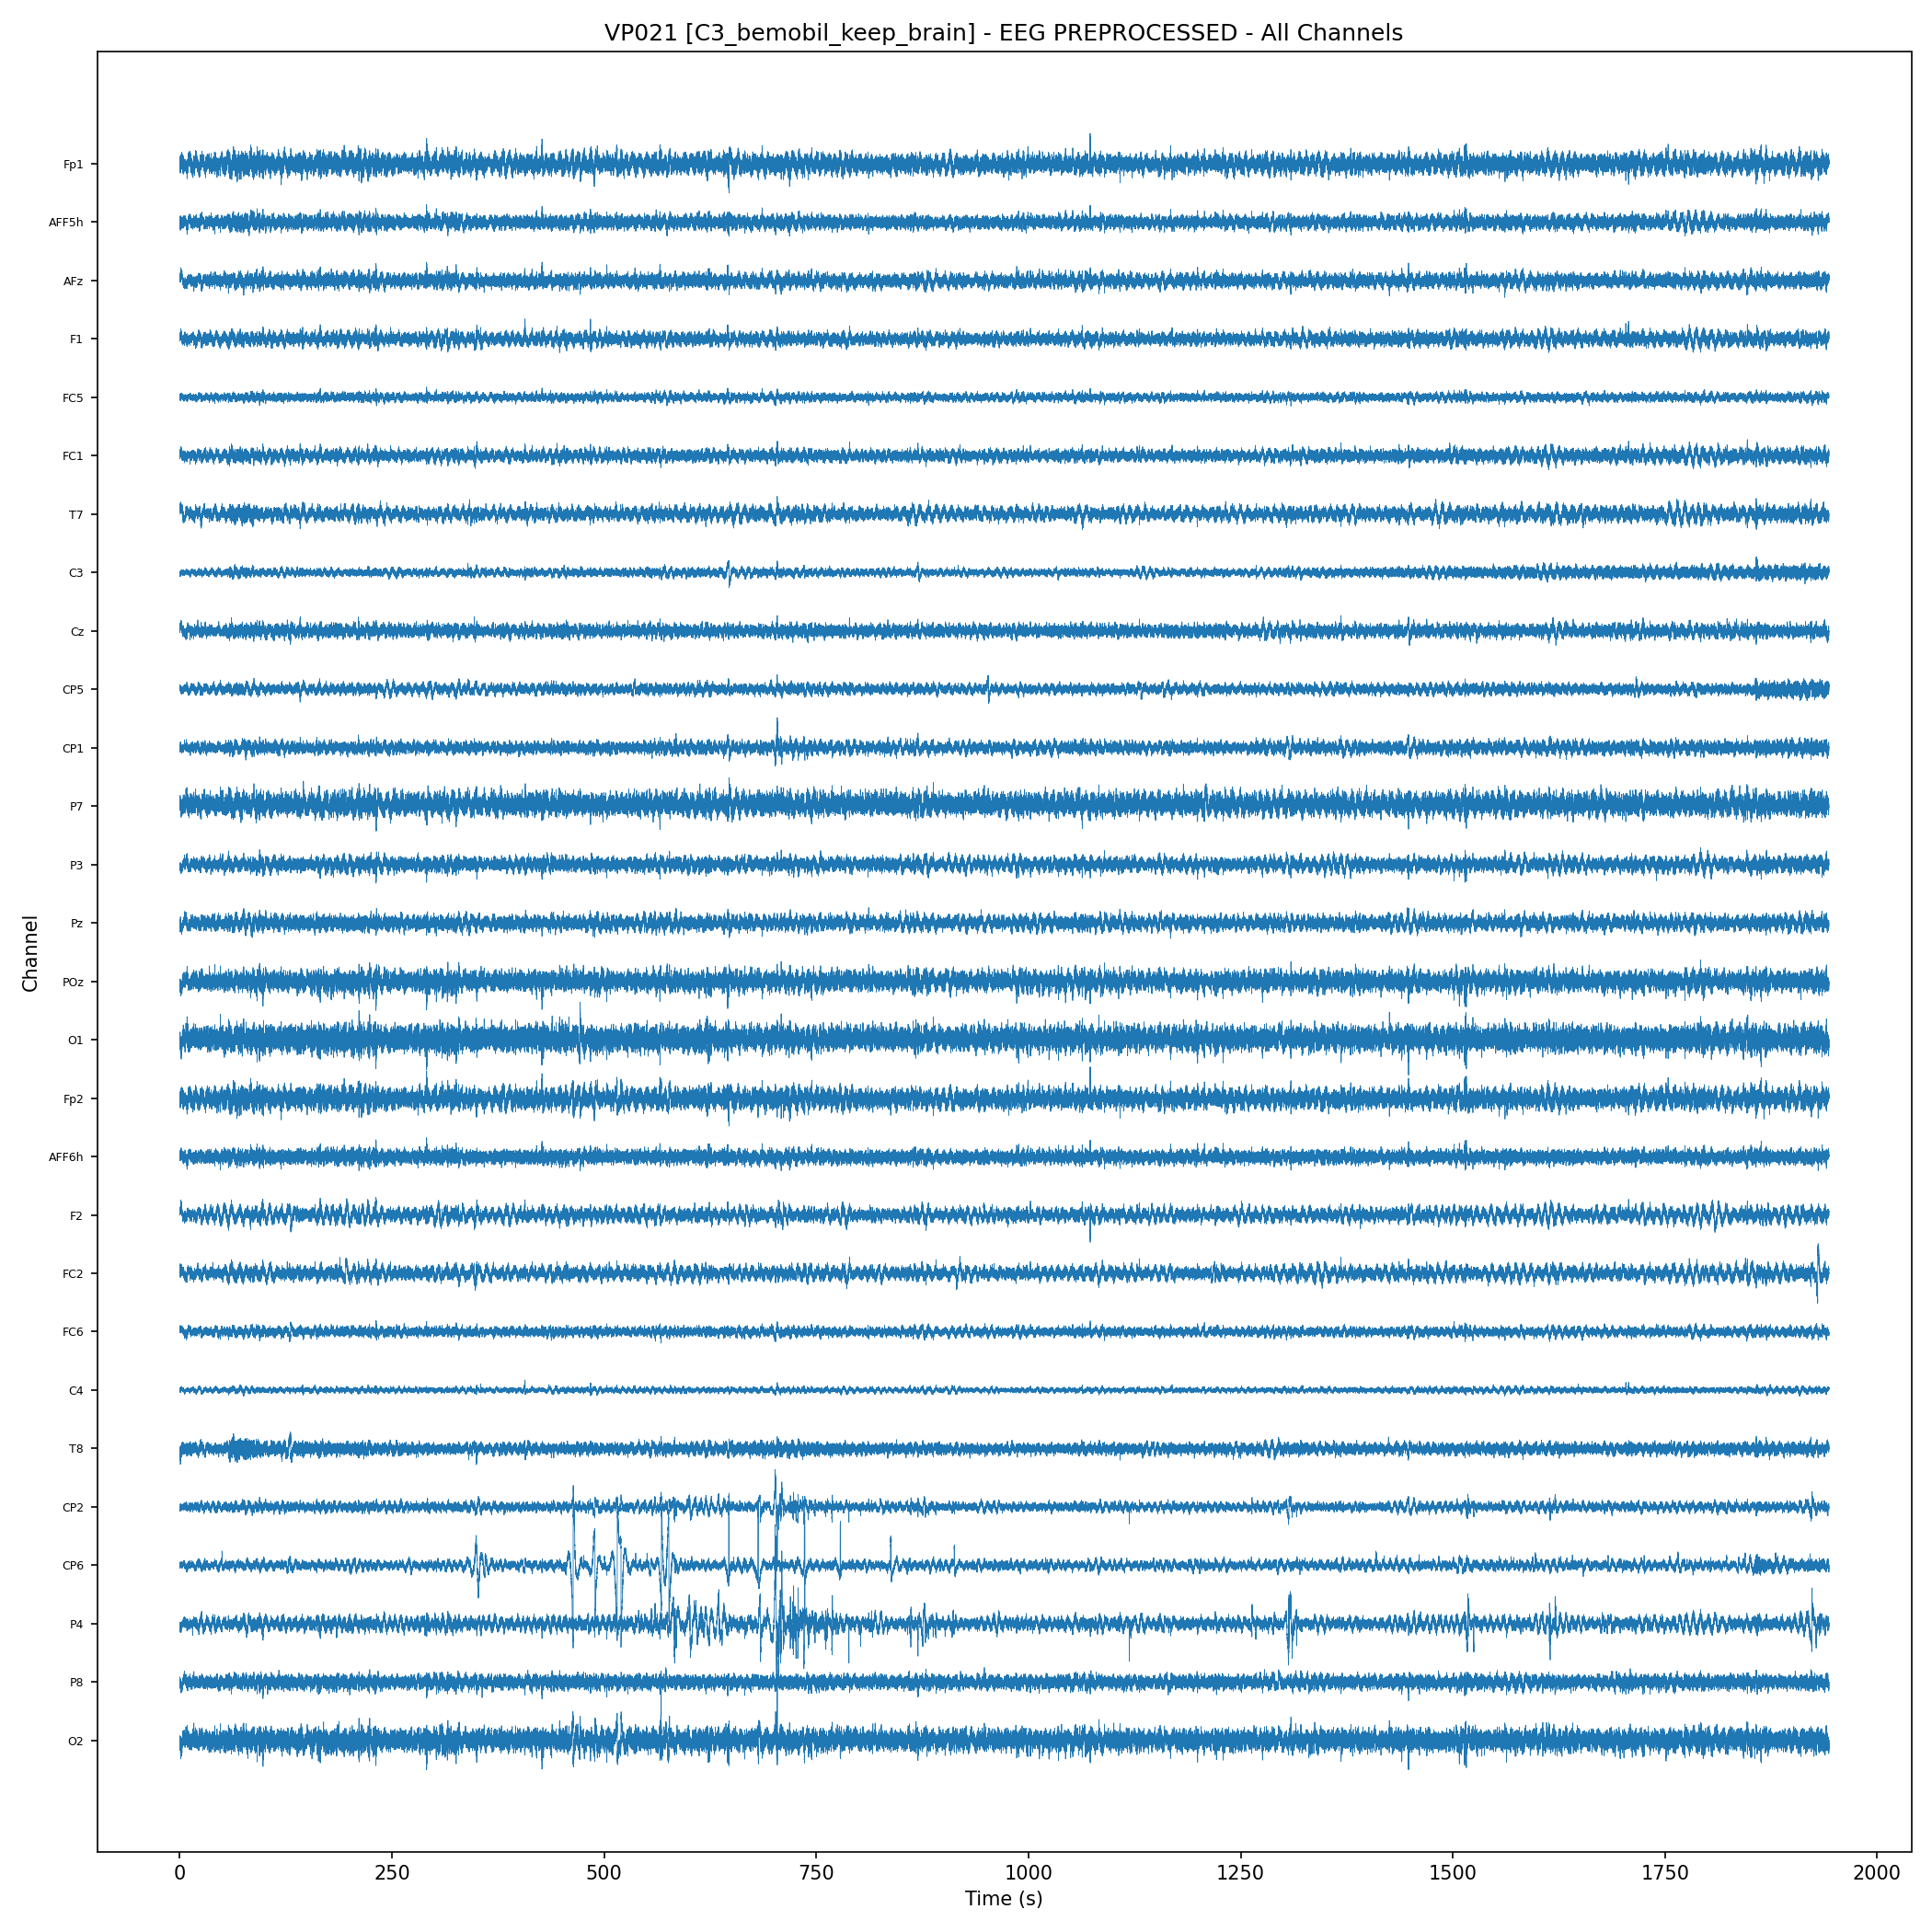 VP021 [C3_bemobil_keep_brain] - EEG PREPROCESSED - All Channels
Channel
Fp1
AFF5h
AFz
F1
FC5
FC1
T7
C3
Cz
CP5
CP1
P7
P3
Pz
POz
O1
Fp2
AFF6h
F2
FC2
FC6
C4
T8
CP2
CP6
P4
P8
O2
0 250 500 750 1000 1250 1500 1750 2000
Time (s)